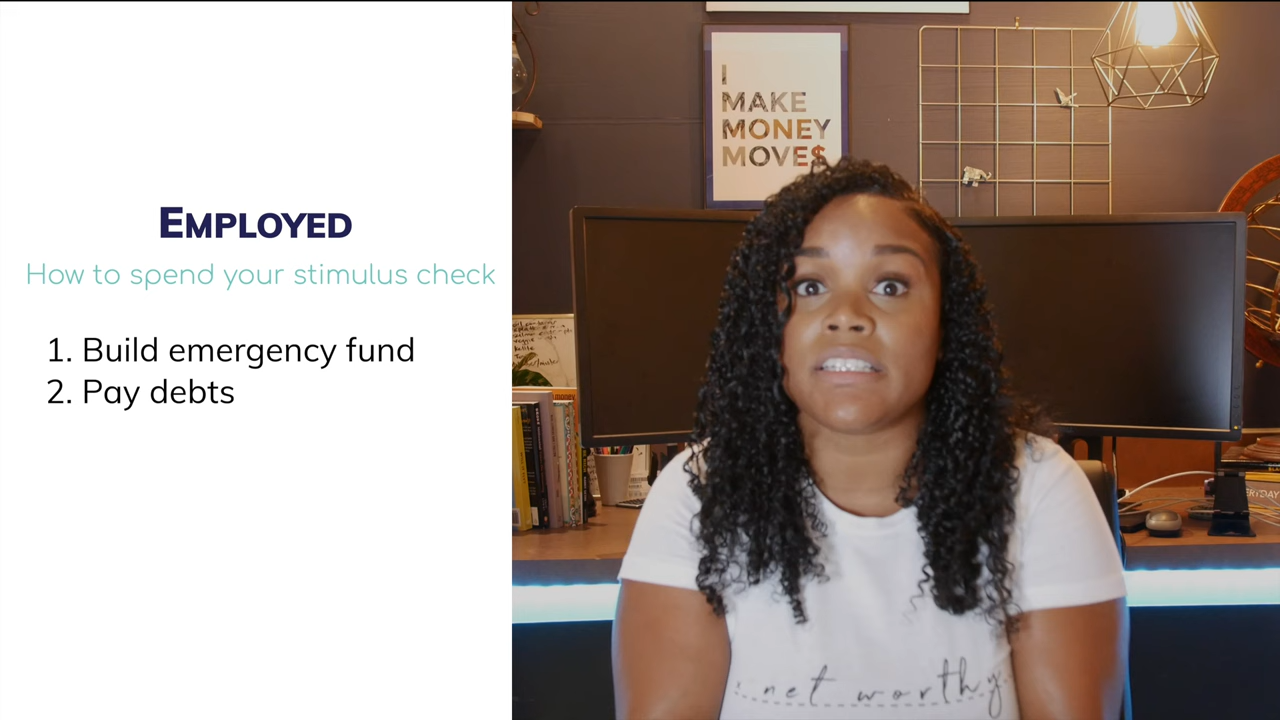 EMPLOYED
How to spend your stimulus check
1. Build emergency fund
2. Pay debts
I
MAKE
MONEY
MOVE$
net worthy